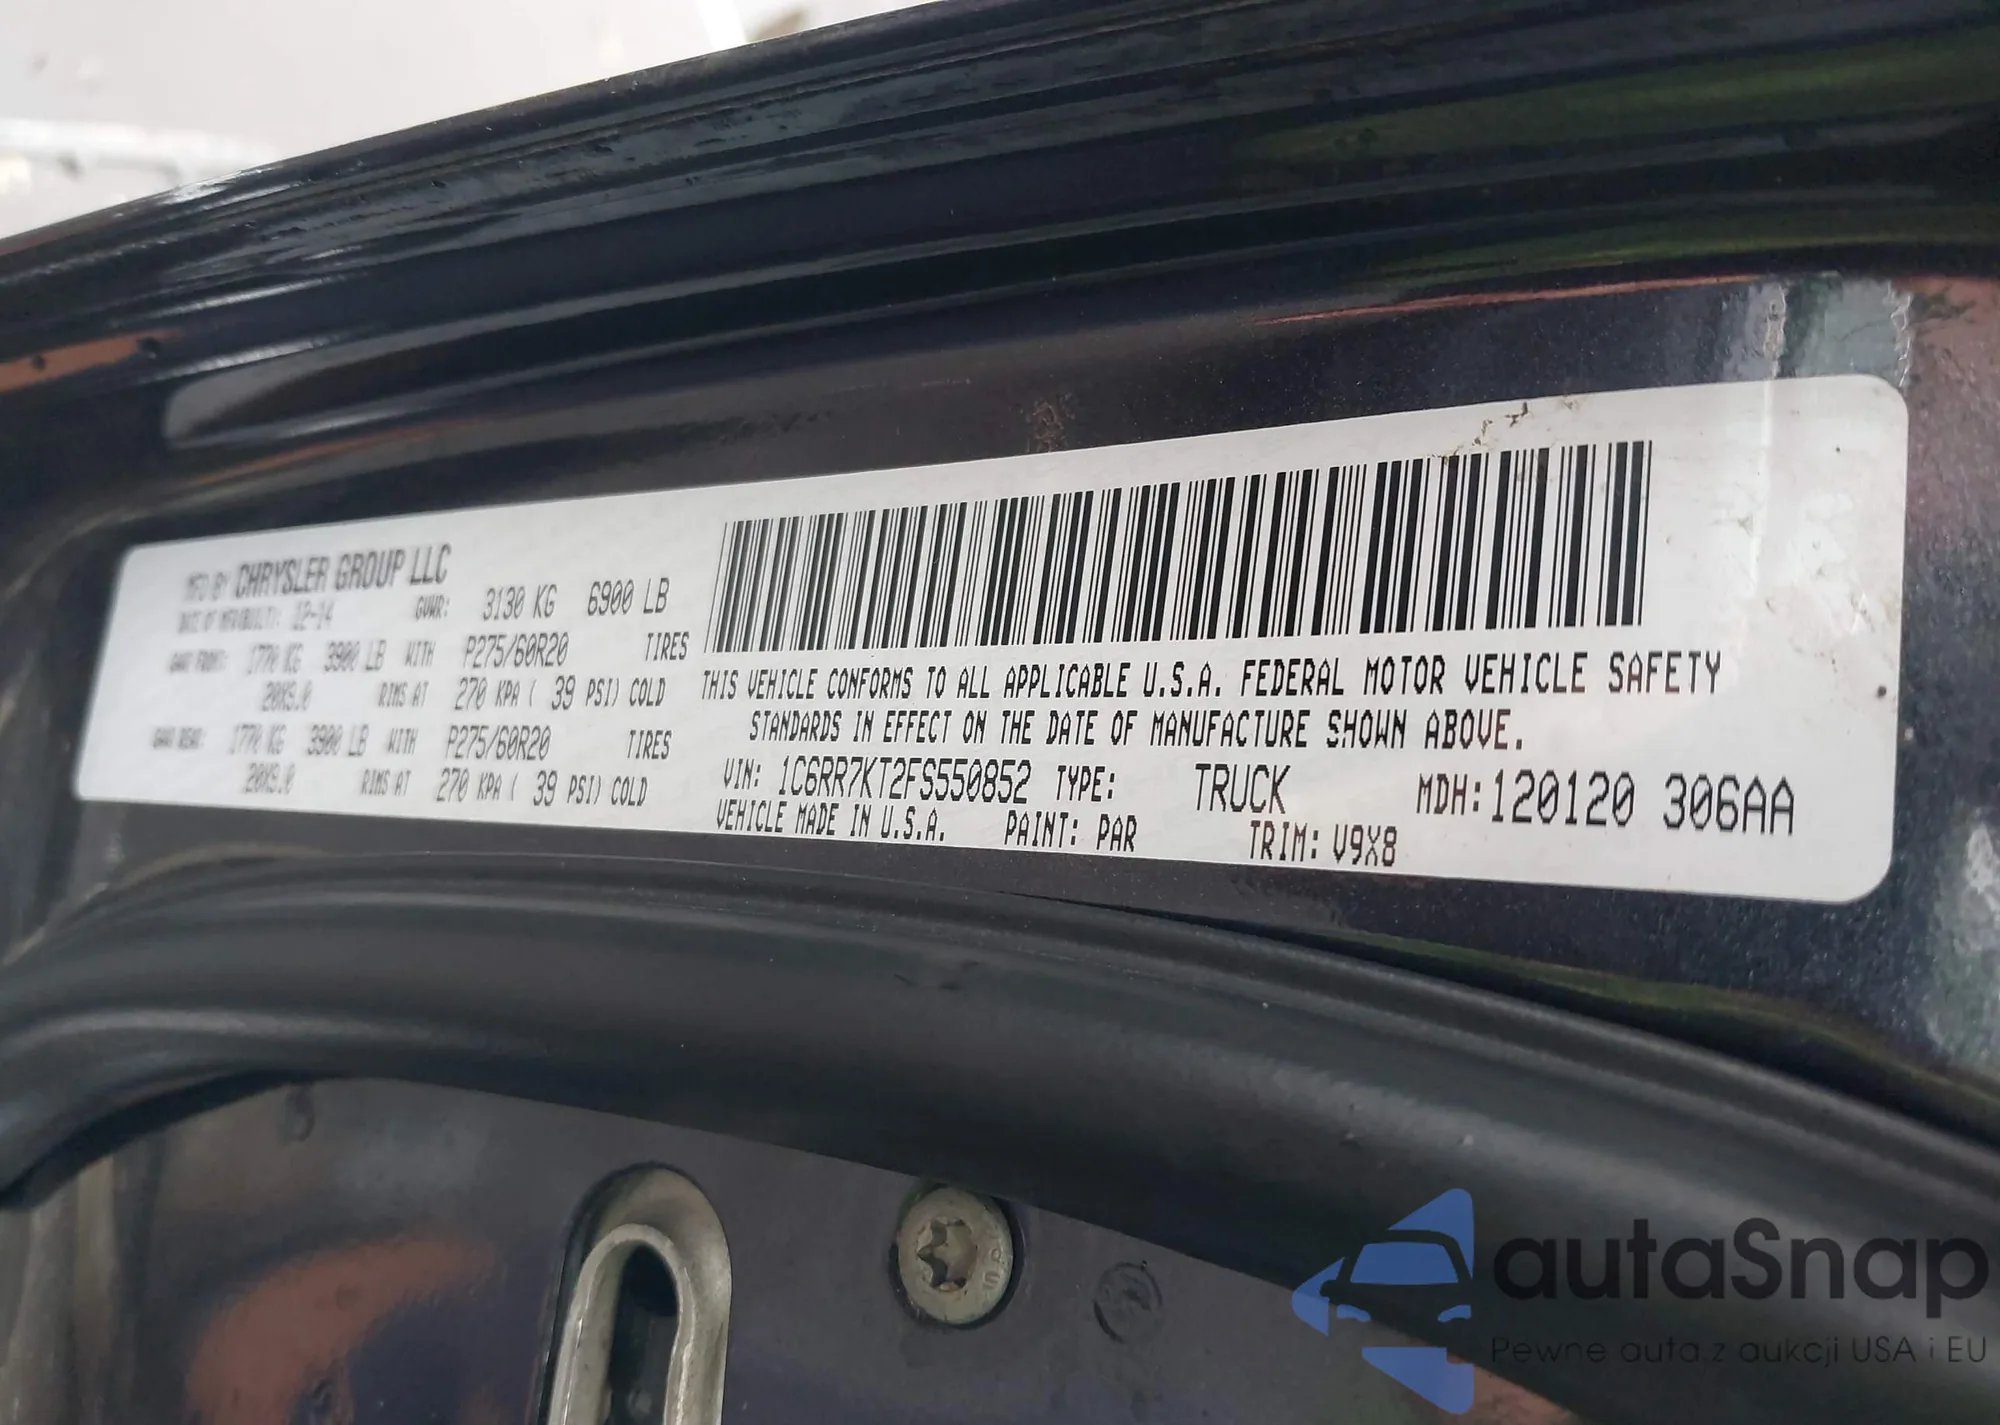 MFD BY CHRYSLER GROUP LLC
DATE OF MFR(BUILT): 12-14 GVWR: 3130 KG 6900 LB
GAWR FRONT: 1770 KG 3900 LB WITH P275/60R20 TIRES
20X9.0 RIMS AT 270 KPA ( 39 PSI) COLD
GAWR REAR: 1770 KG 3900 LB WITH P275/60R20 TIRES
20X9.0 RIMS AT 270 KPA ( 39 PSI) COLD
THIS VEHICLE CONFORMS TO ALL APPLICABLE U.S.A. FEDERAL MOTOR VEHICLE SAFETY
STANDARDS IN EFFECT ON THE DATE OF MANUFACTURE SHOWN ABOVE.
VIN: 1C6RR7KT2FS550852 TYPE: TRUCK MDH: 120120 306AA
VEHICLE MADE IN U.S.A. PAINT: PAR TRIM: V9X8
autaSnap
Pewne auta z aukcji USA i EU